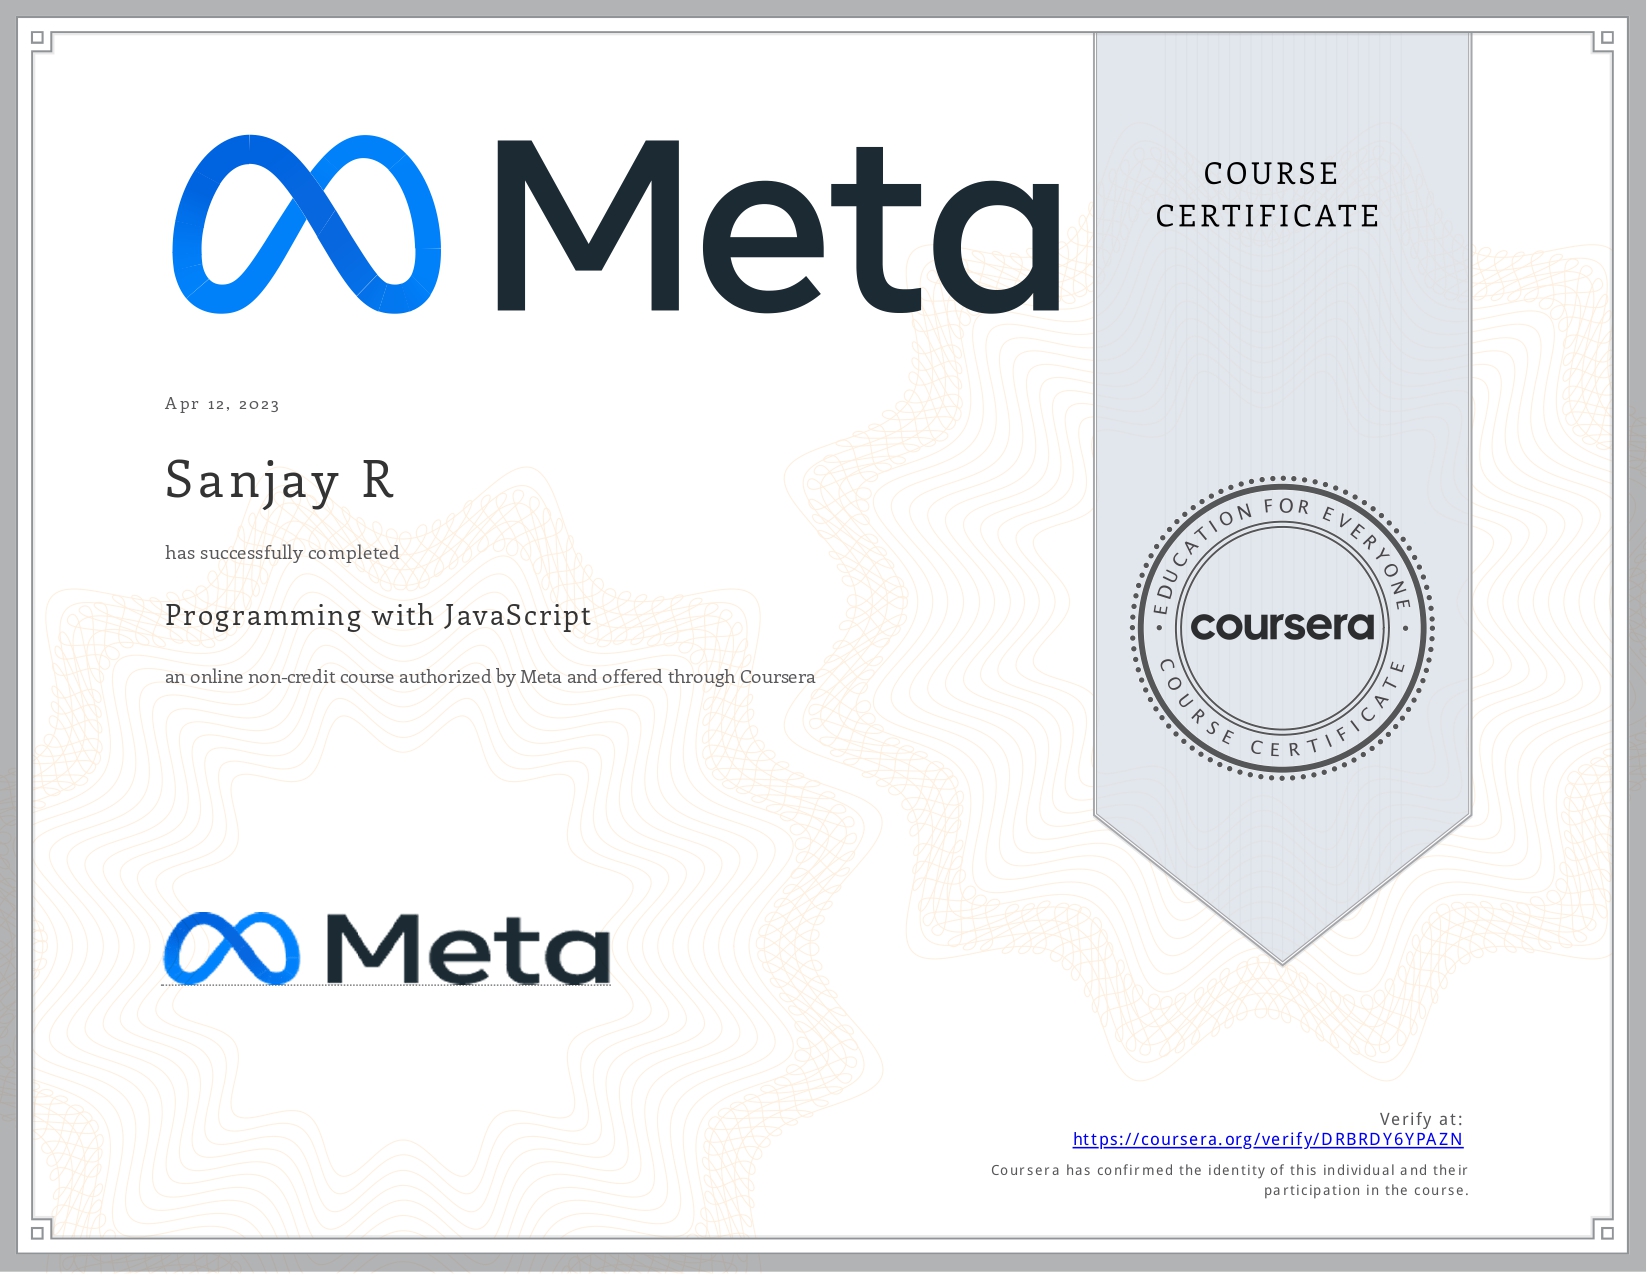 Meta
COURSE
CERTIFICATE
Apr 12, 2023
Sanjay R
has successfully completed
Programming with JavaScript
an online non-credit course authorized by Meta and offered through Coursera
EDUCATION FOR EVERYONE
coursera
COURSE CERTIFICATE
Meta
Verify at:
https://coursera.org/verify/DRBRDY6YPAZN
Coursera has confirmed the identity of this individual and their
participation in the course.